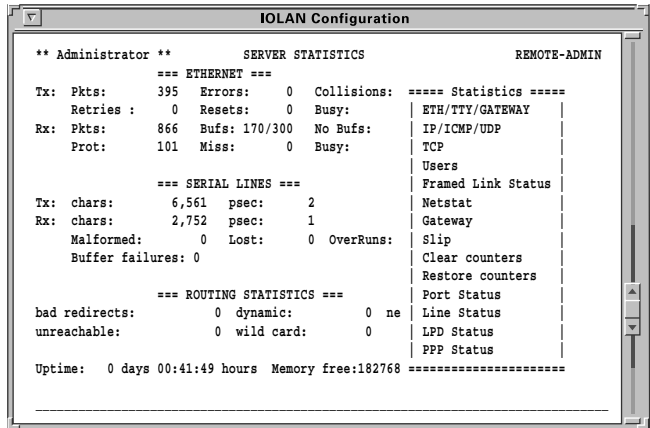 IOLAN Configuration
** Administrator ** SERVER STATISTICS REMOTE-ADMIN
=== ETHERNET ===
Tx: Pkts: 395 Errors: 0 Collisions: ===== Statistics =====
Retries : 0 Resets: 0 Busy: | ETH/TTY/GATEWAY |
Rx: Pkts: 866 Bufs: 170/300 No Bufs: | IP/ICMP/UDP |
Prot: 101 Miss: 0 Busy: | TCP |
| Users |
=== SERIAL LINES === | Framed Link Status |
Tx: chars: 6,561 psec: 2 | Netstat |
Rx: chars: 2,752 psec: 1 | Gateway |
Malformed: 0 Lost: 0 OverRuns: | Slip |
Buffer failures: 0 | Clear counters |
| Restore counters |
=== ROUTING STATISTICS === | Port Status |
bad redirects: 0 dynamic: 0 ne | Line Status |
unreachable: 0 wild card: 0 | LPD Status |
| PPP Status |
Uptime: 0 days 00:41:49 hours Memory free:182768 ======================